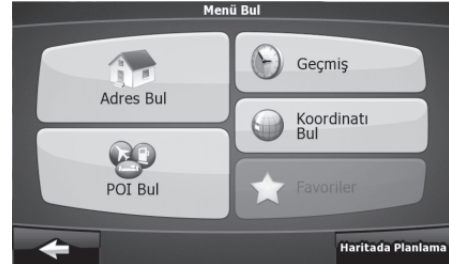 Menü Bul
Adres Bul
POI Bul
Geçmiş
Koordinatı
Bul
Favoriler
Haritada Planlama